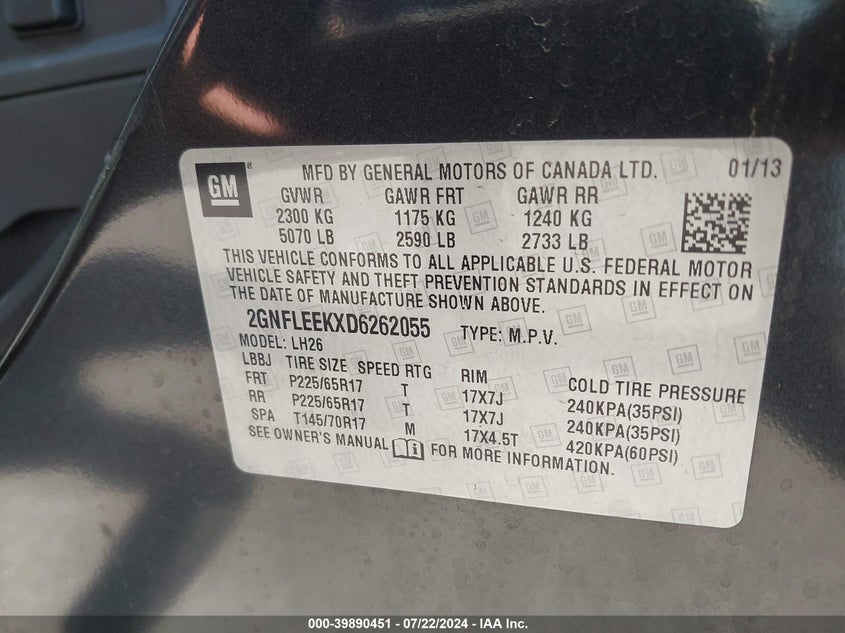 GM ® MFD BY GENERAL MOTORS OF CANADA LTD. 01/13
GVWR GAWR FRT GAWR RR
2300 KG 1175 KG 1240 KG
5070 LB 2590 LB 2733 LB
THIS VEHICLE CONFORMS TO ALL APPLICABLE U.S. FEDERAL MOTOR
VEHICLE SAFETY AND THEFT PREVENTION STANDARDS IN EFFECT ON
THE DATE OF MANUFACTURE SHOWN ABOVE.
2GNFLEEKXD6262055 TYPE: M.P.V.
MODEL: LH26
LBBJ TIRE SIZE SPEED RTG RIM COLD TIRE PRESSURE
FRT P225/65R17 T 17X7J 240KPA(35PSI)
RR P225/65R17 T 17X7J 240KPA(35PSI)
SPA T145/70R17 M 17X4.5T 420KPA(60PSI)
SEE OWNER'S MANUAL FOR MORE INFORMATION.
000-39890451 - 07/22/2024 - IAA Inc.